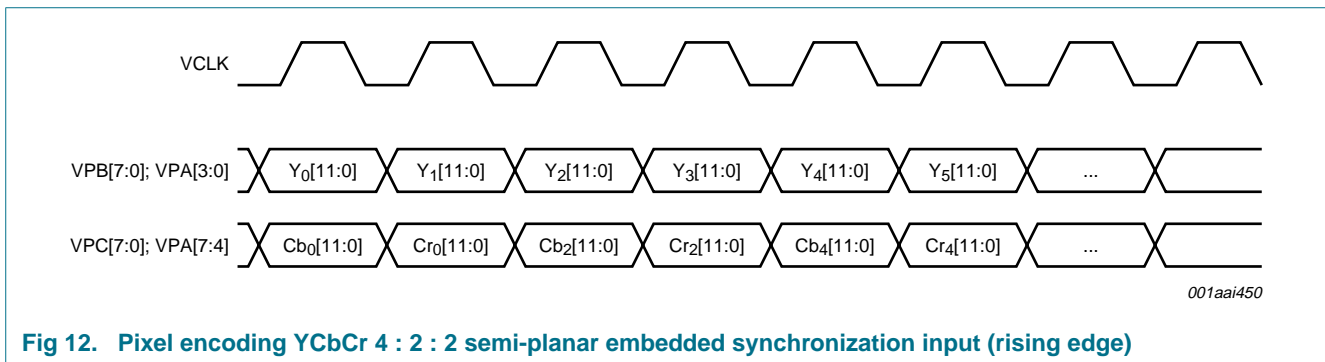 VCLK
VPB[7:0]; VPA[3:0] Y0[11:0] Y1[11:0] Y2[11:0] Y3[11:0] Y4[11:0] Y5[11:0] ...
VPC[7:0]; VPA[7:4] Cb0[11:0] Cr0[11:0] Cb2[11:0] Cr2[11:0] Cb4[11:0] Cr4[11:0] ...
001aai450
Fig 12. Pixel encoding YCbCr 4 : 2 : 2 semi-planar embedded synchronization input (rising edge)